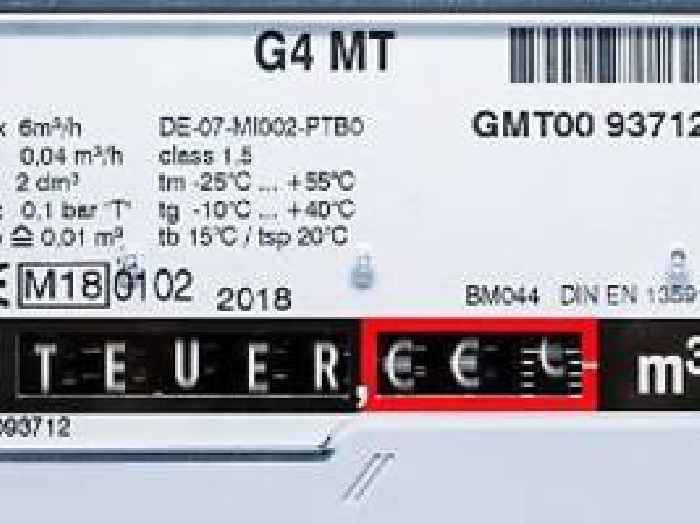 G4 MT
6m³/h DE-07-MI002-PTB0 GMT00 93712
0,04 m³/h class 1.5
2 dm³ tm -25°C ... +55°C
0.1 bar "T" tg -10°C ... +40°C
≙ 0,01 m³ tb 15°C / tsp 20°C
M18 0102 2018 BM044 DIN EN 1359
TEUER,€€€ m³
093712